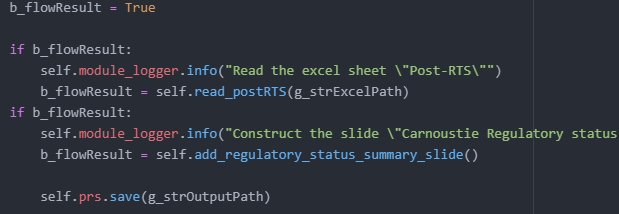 b_flowResult = True
if b_flowResult:
self.module_logger.info("Read the excel sheet \"Post-RTS\"")
b_flowResult = self.read_postRTS(g_strExcelPath)
if b_flowResult:
self.module_logger.info("Construct the slide \"Carnoustie Regulatory status
b_flowResult = self.add_regulatory_status_summary_slide()
self.prs.save(g_strOutputPath)